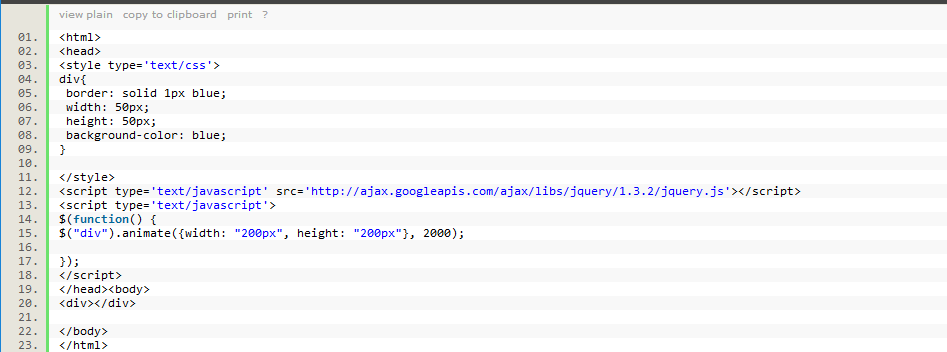 view plain copy to clipboard print ?
01. <html>
02. <head>
03. <style type='text/css'>
04. div{
05.  border: solid 1px blue;
06.  width: 50px;
07.  height: 50px;
08.  background-color: blue;
09. }
10.
11. </style>
12. <script type='text/javascript' src='http://ajax.googleapis.com/ajax/libs/jquery/1.3.2/jquery.js'></script>
13. <script type='text/javascript'>
14. $(function() {
15. $("div").animate({width: "200px", height: "200px"}, 2000);
16.
17. });
18. </script>
19. </head><body>
20. <div></div>
21.
22. </body>
23. </html>